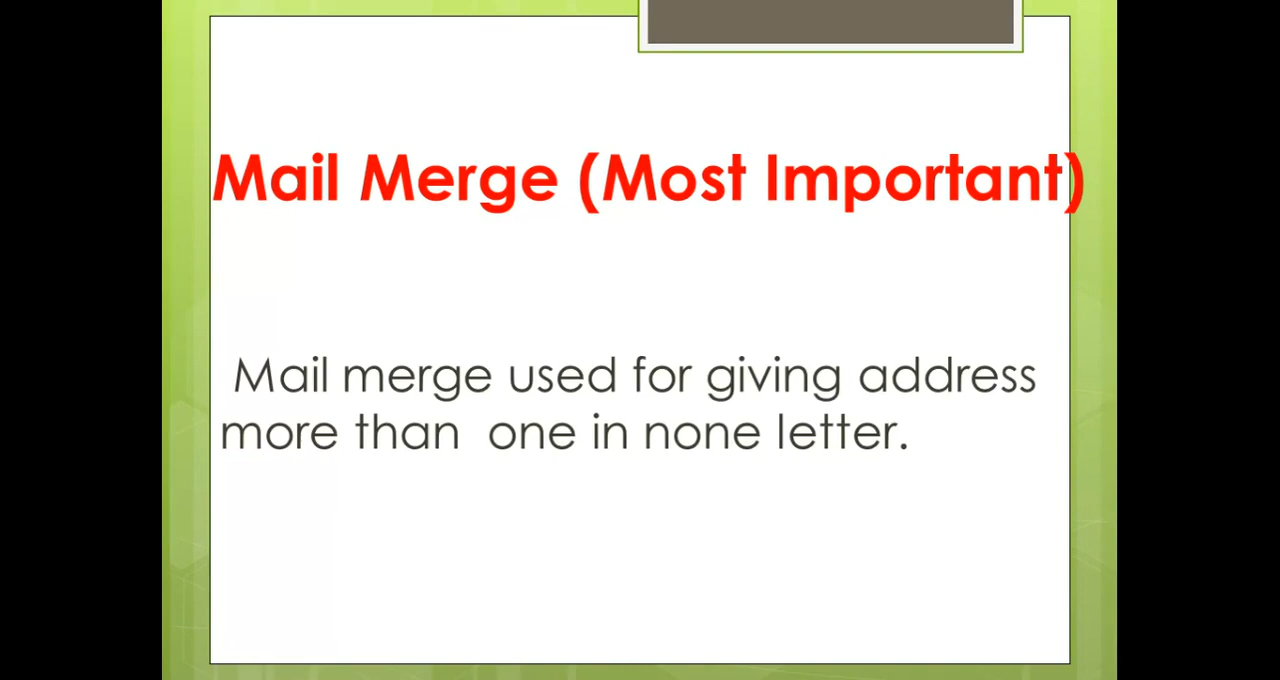 Mail Merge (Most Important)
Mail merge used for giving address
more than  one in none letter.